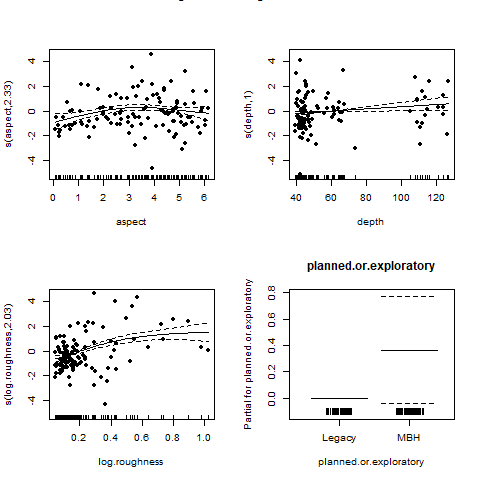 s(aspect,2.33)
4
2
0
-2
-4
0 1 2 3 4 5 6
aspect
s(depth,1)
4
2
0
-2
-4
40 60 80 100 120
depth
s(log.roughness,2.03)
4
2
0
-2
-4
0.2 0.4 0.6 0.8 1.0
log.roughness
planned.or.exploratory
Partial for planned.or.exploratory
0.8
0.6
0.4
0.2
0.0
Legacy MBH
planned.or.exploratory